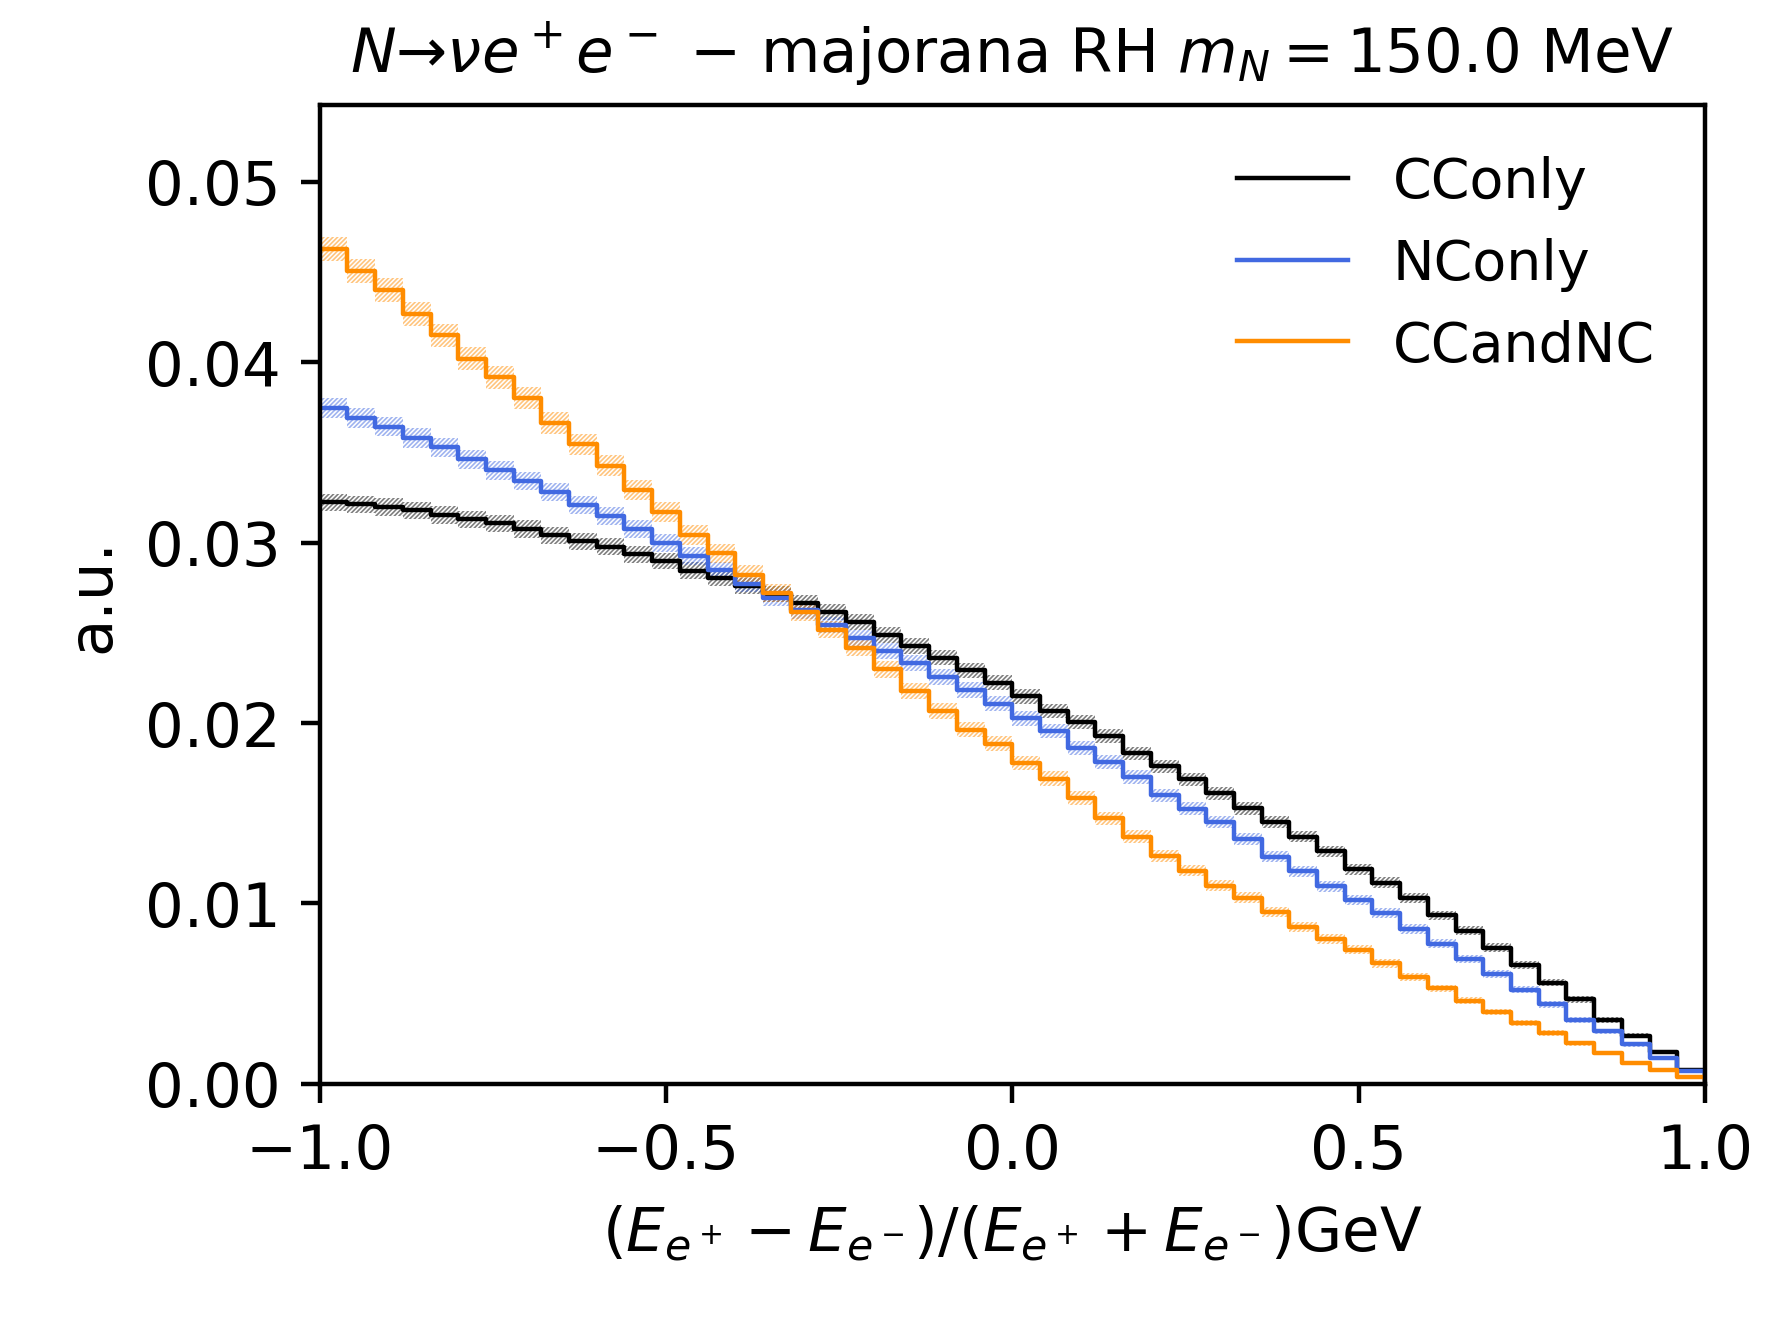 N→νe⁺e⁻ − majorana RH m_N = 150.0 MeV
0.05
0.04
0.03
0.02
0.01
0.00
a.u.
CConly
NConly
CCandNC
−1.0 −0.5 0.0 0.5 1.0
(E_e⁺ − E_e⁻)/(E_e⁺ + E_e⁻)GeV